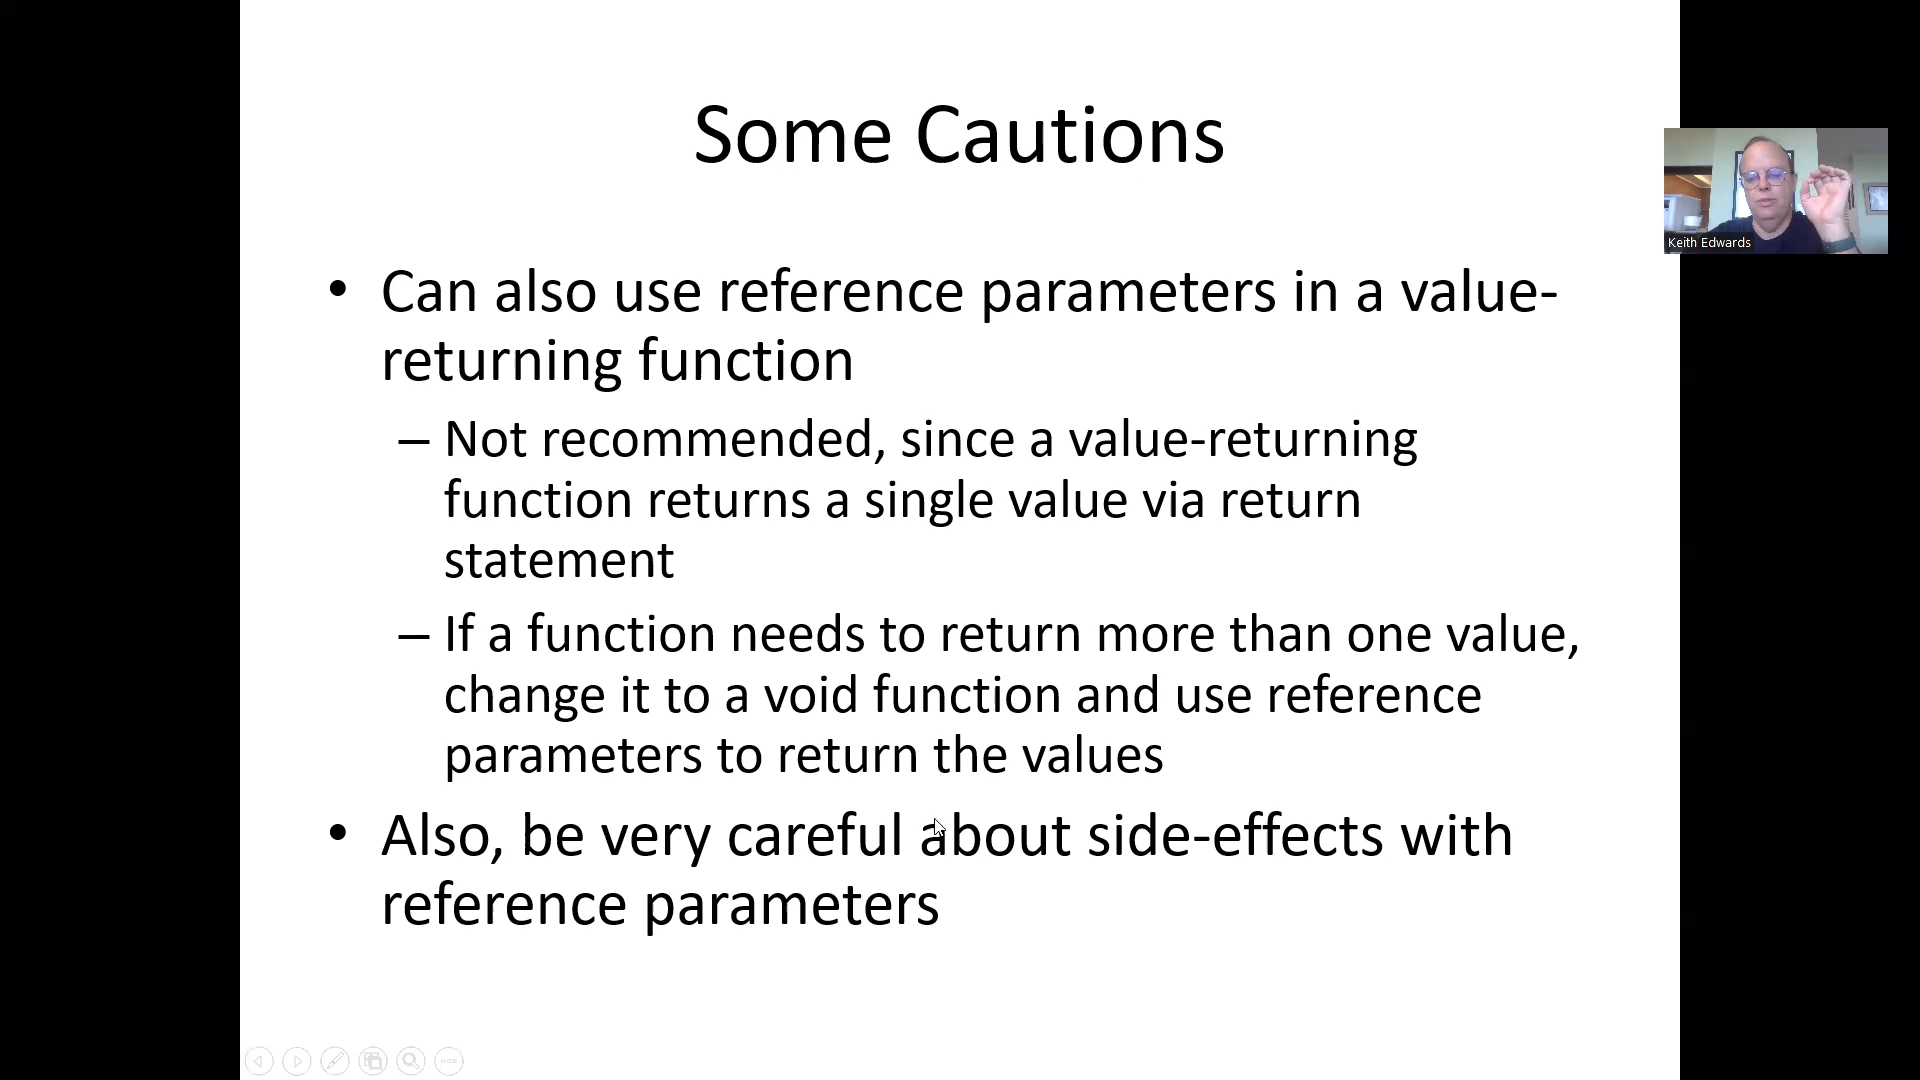 Some Cautions
• Can also use reference parameters in a value-
returning function
– Not recommended, since a value-returning
function returns a single value via return
statement
– If a function needs to return more than one value,
change it to a void function and use reference
parameters to return the values
• Also, be very careful about side-effects with
reference parameters
Keith Edwards